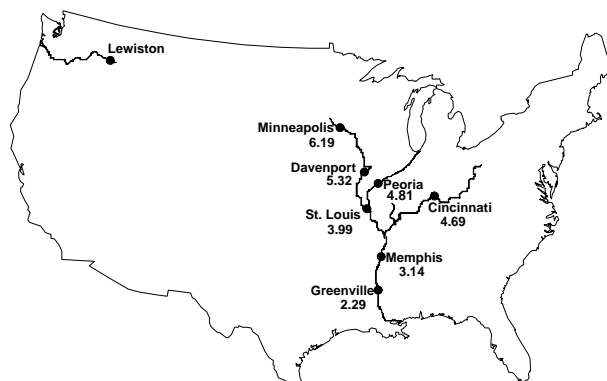 Lewiston
Minneapolis
6.19
Davenport
5.32
Peoria
4.81
St. Louis
3.99
Cincinnati
4.69
Memphis
3.14
Greenville
2.29